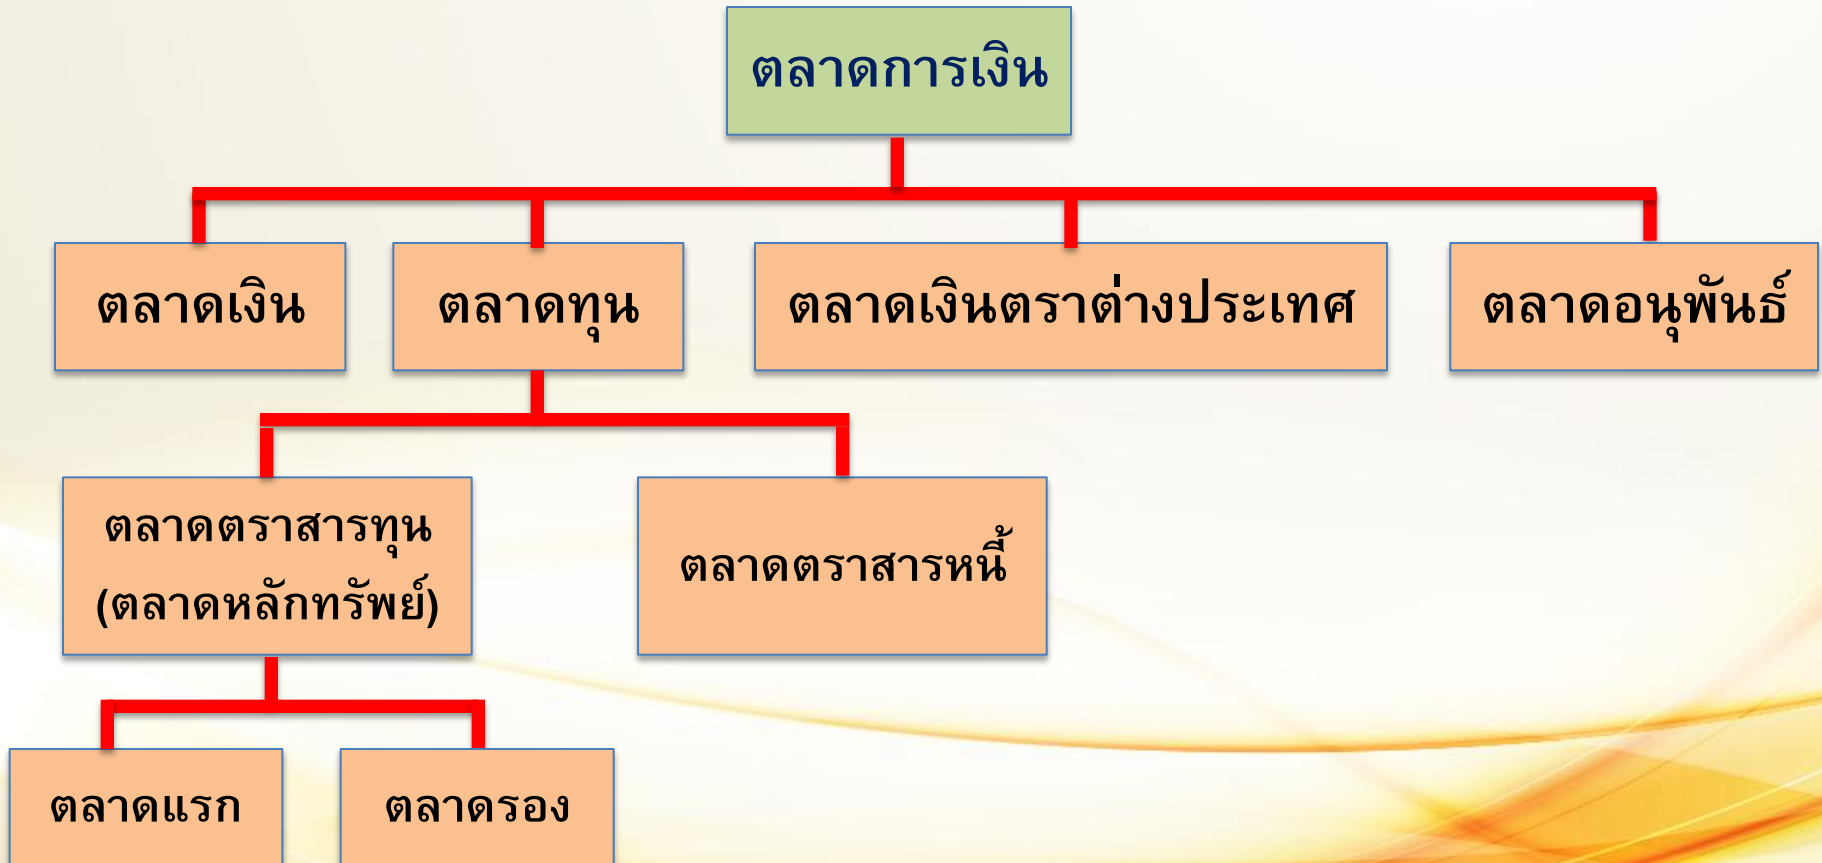 ตลาดการเงิน
ตลาดเงิน
ตลาดทุน
ตลาดเงินตราต่างประเทศ
ตลาดอนุพันธ์
ตลาดตราสารทุน
(ตลาดหลักทรัพย์)
ตลาดตราสารหนี้
ตลาดแรก
ตลาดรอง